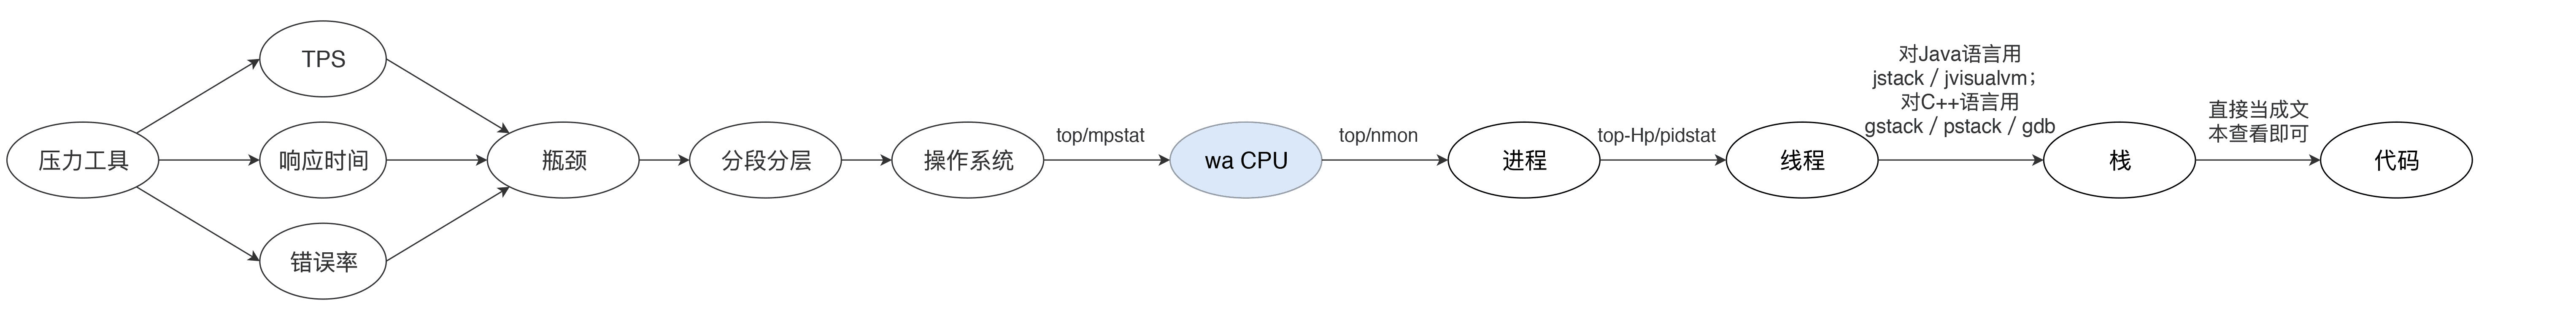 压力工具
TPS
响应时间
错误率
瓶颈
分段分层
操作系统
top/mpstat
wa CPU
top/nmon
进程
top-Hp/pidstat
线程
对Java语言用
jstack / jvisualvm；
对C++语言用
gstack / pstack / gdb
栈
直接当成文
本查看即可
代码